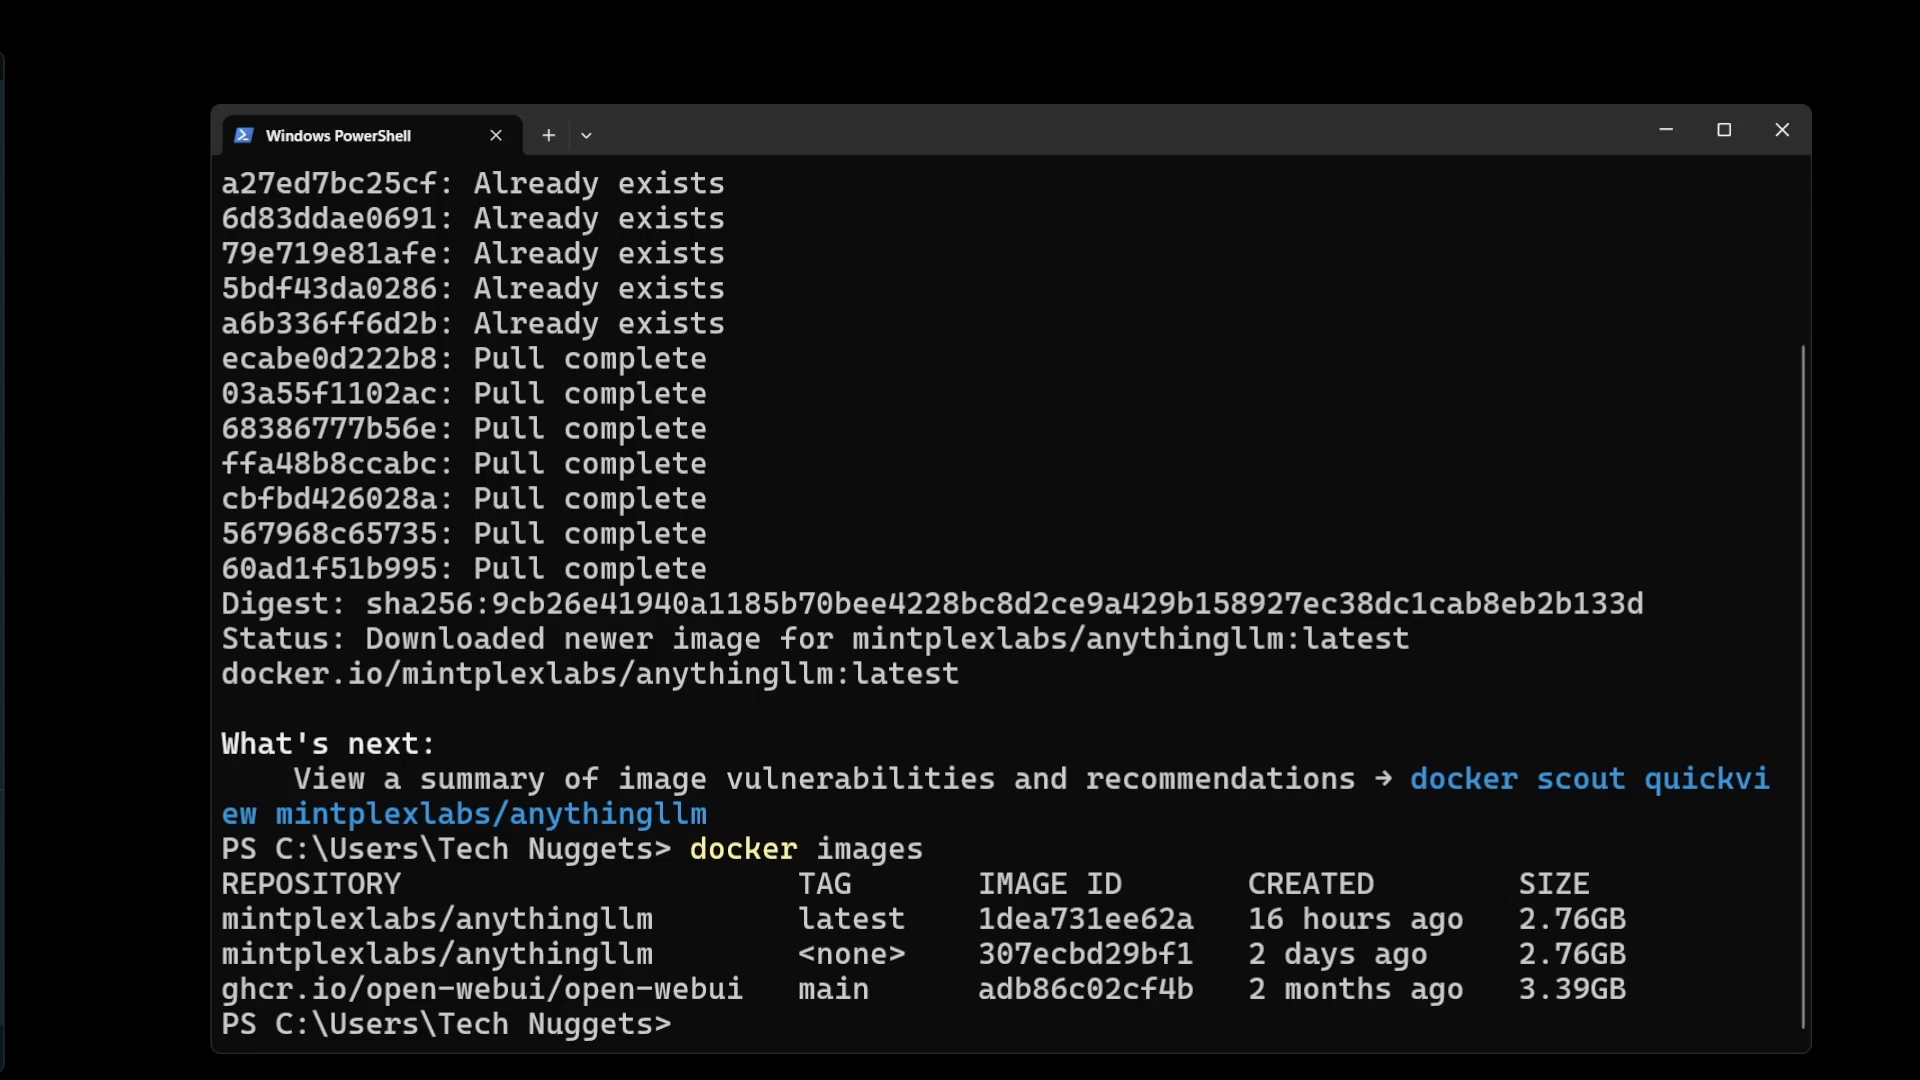 Windows PowerShell
a27ed7bc25cf: Already exists
6d83ddae0691: Already exists
79e719e81afe: Already exists
5bdf43da0286: Already exists
a6b336ff6d2b: Already exists
ecabe0d222b8: Pull complete
03a55f1102ac: Pull complete
68386777b56e: Pull complete
ffa48b8ccabc: Pull complete
cbfbd426028a: Pull complete
567968c65735: Pull complete
60ad1f51b995: Pull complete
Digest: sha256:9cb26e41940a1185b70bee4228bc8d2ce9a429b158927ec38dc1cab8eb2b133d
Status: Downloaded newer image for mintplexlabs/anythingllm:latest
docker.io/mintplexlabs/anythingllm:latest
What's next:
    View a summary of image vulnerabilities and recommendations → docker scout quickvi
ew mintplexlabs/anythingllm
PS C:\Users\Tech Nuggets> docker images
REPOSITORY                      TAG       IMAGE ID       CREATED        SIZE
mintplexlabs/anythingllm        latest    1dea731ee62a   16 hours ago   2.76GB
mintplexlabs/anythingllm        <none>    307ecbd29bf1   2 days ago     2.76GB
ghcr.io/open-webui/open-webui   main      adb86c02cf4b   2 months ago   3.39GB
PS C:\Users\Tech Nuggets>